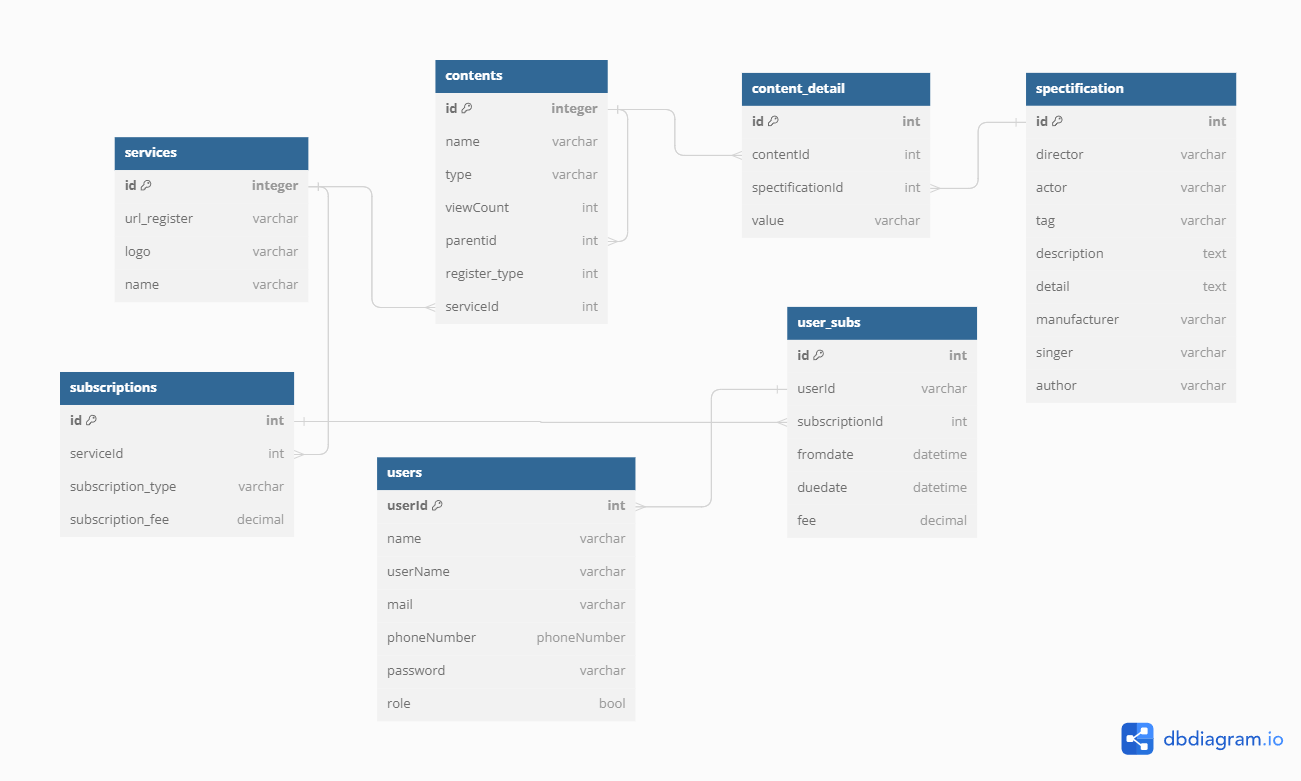 contents
id integer
name varchar
type varchar
viewCount int
parentid int
register_type int
serviceId int
content_detail
id int
contentId int
spectificationId int
value varchar
spectification
id int
director varchar
actor varchar
tag varchar
description text
detail text
manufacturer varchar
singer varchar
author varchar
services
id integer
url_register varchar
logo varchar
name varchar
user_subs
id int
userId varchar
subscriptionId int
fromdate datetime
duedate datetime
fee decimal
subscriptions
id int
serviceId int
subscription_type varchar
subscription_fee decimal
users
userId int
name varchar
userName varchar
mail varchar
phoneNumber phoneNumber
password varchar
role bool
dbdiagram.io